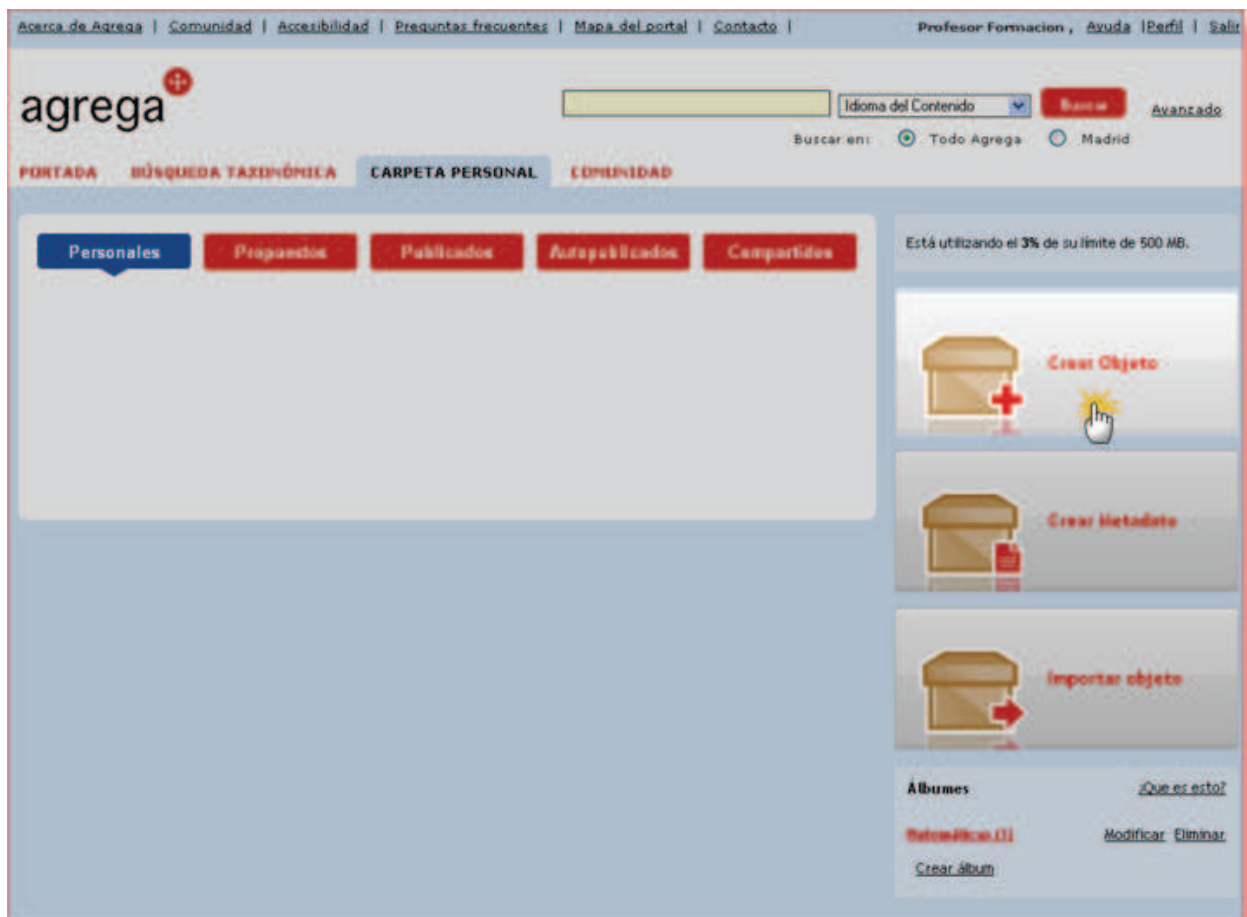 Acerca de Agrega | Comunidad | Accesibilidad | Preguntas frecuentes | Mapa del portal | Contacto | Profesor Formacion , Ayuda |Perfil | Salir
agrega
Idioma del Contenido Buscar Avanzado
Buscar en: Todo Agrega Madrid
PORTADA BÚSQUEDA TAXONÓMICA CARPETA PERSONAL COMUNIDAD
Personales Propuestos Publicados Autopublicados Compartidos
Está utilizando el 3% de su límite de 500 MB.
Crear Objeto
Crear Metadato
Importar objeto
Álbumes ¿Que es esto?
Matemáticas (1) Modificar Eliminar
Crear álbum